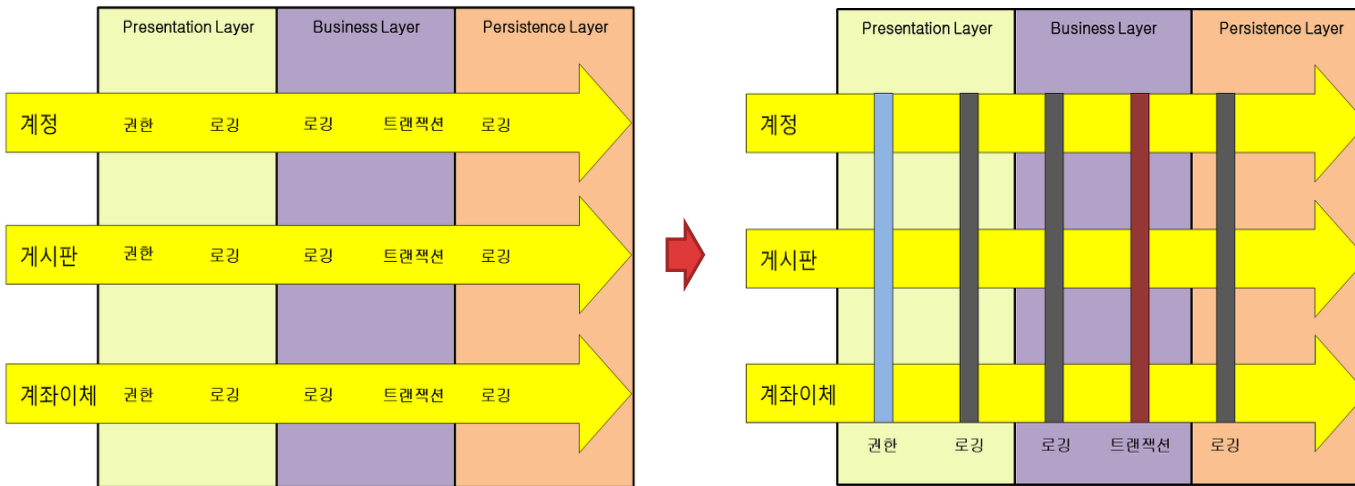 Presentation Layer Business Layer Persistence Layer
계정 권한 로깅 로깅 트랜잭션 로깅
게시판 권한 로깅 로깅 트랜잭션 로깅
계좌이체 권한 로깅 로깅 트랜잭션 로깅
Presentation Layer Business Layer Persistence Layer
계정
게시판
계좌이체
권한 로깅 로깅 트랜잭션 로깅